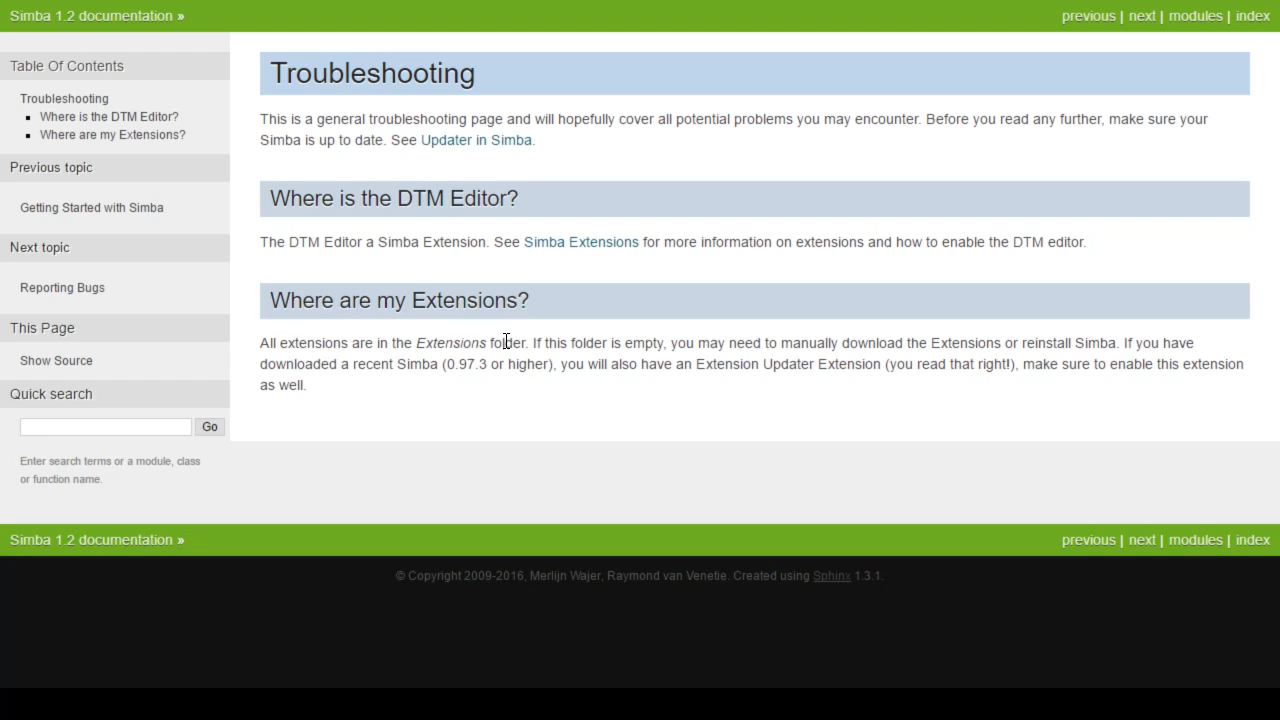 Simba 1.2 documentation »
previous | next | modules | index
Table Of Contents
Troubleshooting
Where is the DTM Editor?
Where are my Extensions?
Previous topic
Getting Started with Simba
Next topic
Reporting Bugs
This Page
Show Source
Quick search
Go
Enter search terms or a module, class
or function name.
Troubleshooting
This is a general troubleshooting page and will hopefully cover all potential problems you may encounter. Before you read any further, make sure your
Simba is up to date. See Updater in Simba.
Where is the DTM Editor?
The DTM Editor a Simba Extension. See Simba Extensions for more information on extensions and how to enable the DTM editor.
Where are my Extensions?
All extensions are in the Extensions folder. If this folder is empty, you may need to manually download the Extensions or reinstall Simba. If you have
downloaded a recent Simba (0.97.3 or higher), you will also have an Extension Updater Extension (you read that right!), make sure to enable this extension
as well.
Simba 1.2 documentation »
previous | next | modules | index
© Copyright 2009-2016, Merlijn Wajer, Raymond van Venetie. Created using Sphinx 1.3.1.